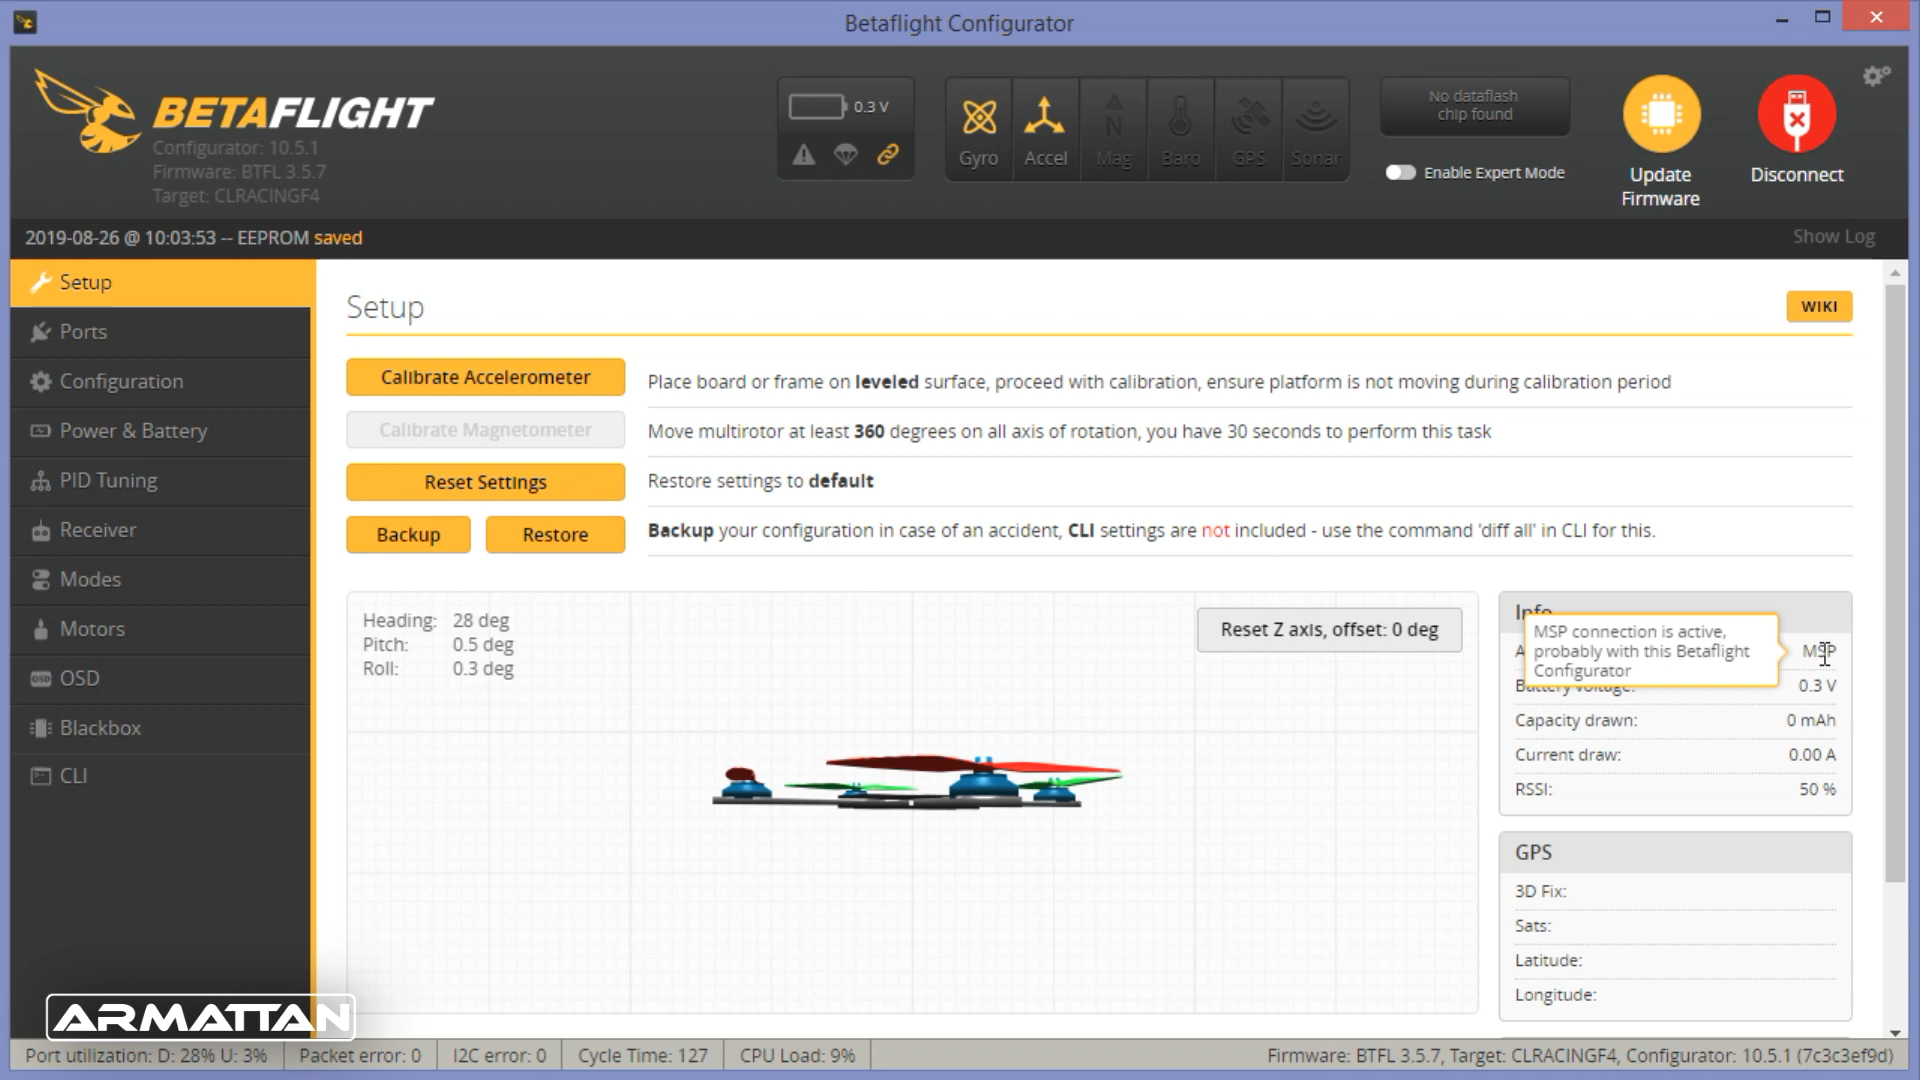 Betaflight Configurator
BETAFLIGHT
Configurator: 10.5.1
Firmware: BTFL 3.5.7
Target: CLRACINGF4
0.3 V
Gyro
Accel
Mag
Baro
GPS
Sonar
No dataflash
chip found
Enable Expert Mode
Update
Firmware
Disconnect
2019-08-26 @ 10:03:53 -- EEPROM saved
Show Log
Setup
Ports
Configuration
Power & Battery
PID Tuning
Receiver
Modes
Motors
OSD
OSD
Blackbox
CLI
Setup
WIKI
Calibrate Accelerometer
Place board or frame on leveled surface, proceed with calibration, ensure platform is not moving during calibration period
Calibrate Magnetometer
Move multirotor at least 360 degrees on all axis of rotation, you have 30 seconds to perform this task
Reset Settings
Restore settings to default
Backup
Restore
Backup your configuration in case of an accident, CLI settings are not included - use the command 'diff all' in CLI for this.
Heading: 28 deg
Pitch: 0.5 deg
Roll: 0.3 deg
Reset Z axis, offset: 0 deg
Info
MSP connection is active,
probably with this Betaflight
Configurator
MSP
Battery voltage: 0.3 V
Capacity drawn: 0 mAh
Current draw: 0.00 A
RSSI: 50 %
GPS
3D Fix:
Sats:
Latitude:
Longitude:
ARMATTAN
Port utilization: D: 28% U: 3%
Packet error: 0
I2C error: 0
Cycle Time: 127
CPU Load: 9%
Firmware: BTFL 3.5.7, Target: CLRACINGF4, Configurator: 10.5.1 (7c3c3ef9d)